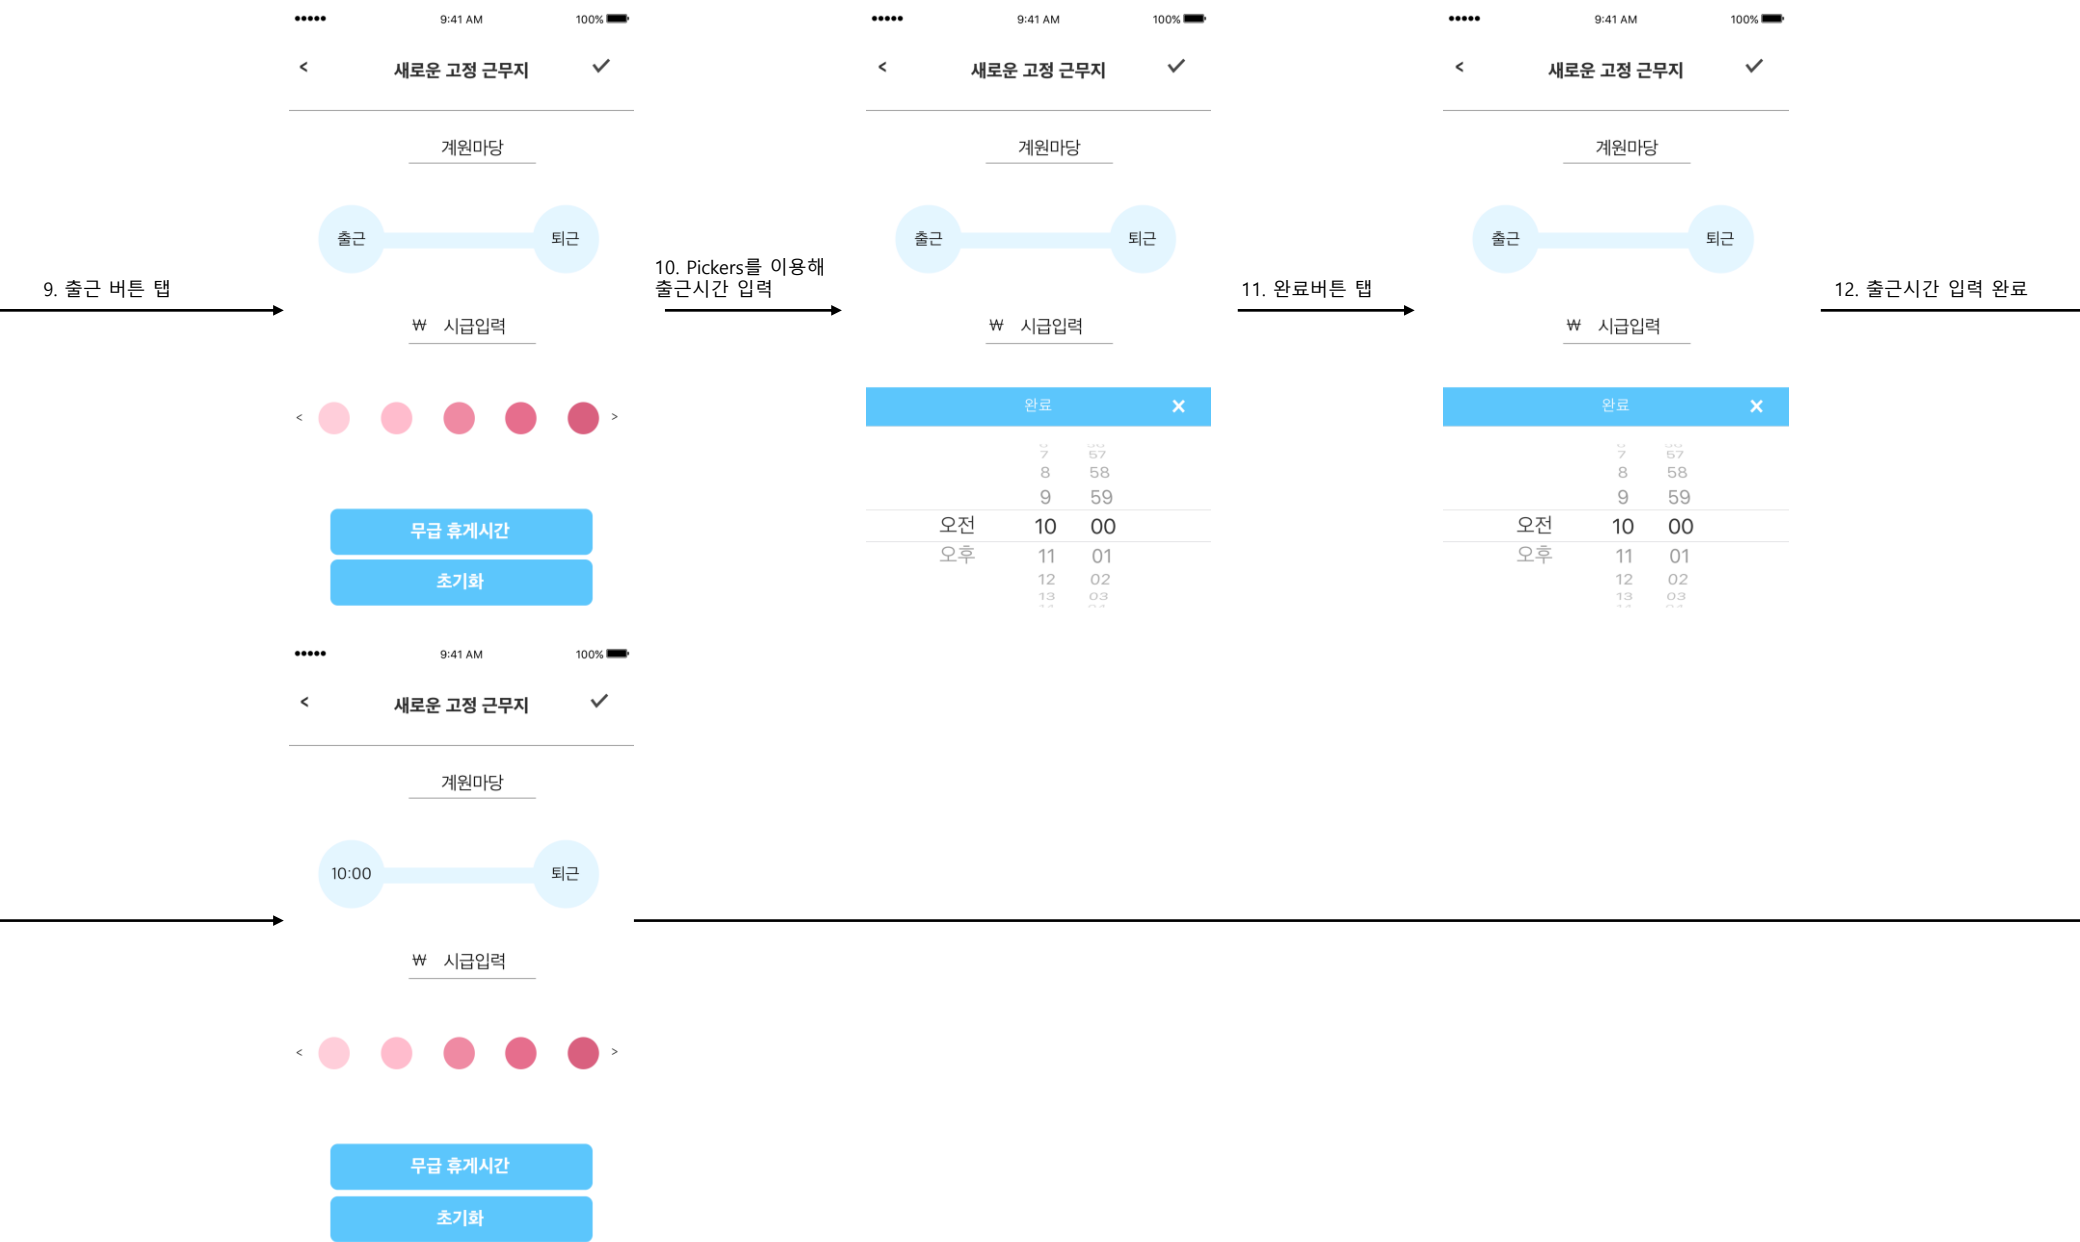 9:41 AM 100%
< 새로운 고정 근무지
계원마당
출근 퇴근
₩ 시급입력
< >
무급 휴게시간
초기화
9. 출근 버튼 탭
10. Pickers를 이용해
출근시간 입력
9:41 AM 100%
< 새로운 고정 근무지
계원마당
출근 퇴근
₩ 시급입력
완료
7 57
8 58
9 59
오전 10 00
오후 11 01
12 02
13 03
11. 완료버튼 탭
9:41 AM 100%
< 새로운 고정 근무지
계원마당
출근 퇴근
₩ 시급입력
완료
7 57
8 58
9 59
오전 10 00
오후 11 01
12 02
13 03
12. 출근시간 입력 완료
9:41 AM 100%
< 새로운 고정 근무지
계원마당
10:00 퇴근
₩ 시급입력
< >
무급 휴게시간
초기화